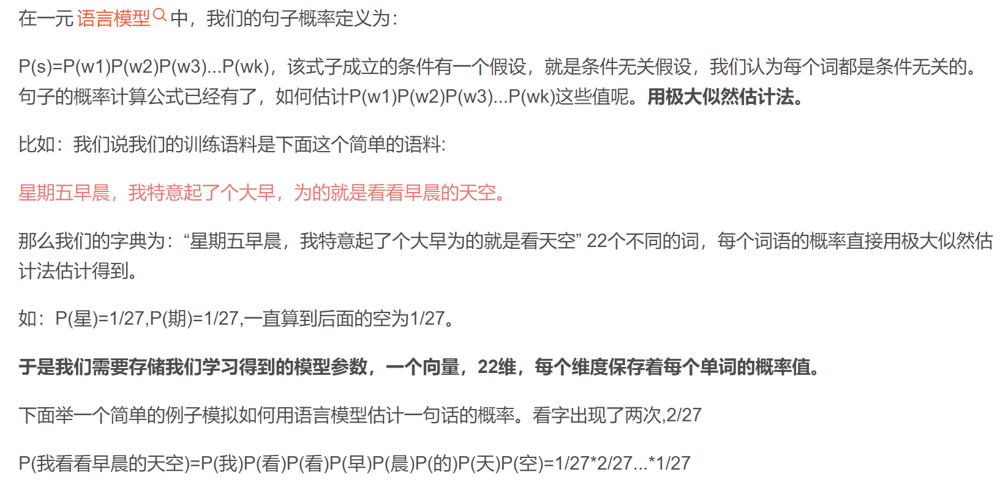 在一元 语言模型 中，我们的句子概率定义为：
P(s)=P(w1)P(w2)P(w3)...P(wk)，该式子成立的条件有一个假设，就是条件无关假设，我们认为每个词都是条件无关的。
句子的概率计算公式已经有了，如何估计P(w1)P(w2)P(w3)...P(wk)这些值呢。用极大似然估计法。
比如：我们说我们的训练语料是下面这个简单的语料:
星期五早晨，我特意起了个大早，为的就是看看早晨的天空。
那么我们的字典为：“星期五早晨，我特意起了个大早为的就是看天空” 22个不同的词，每个词语的概率直接用极大似然估
计法估计得到。
如：P(星)=1/27,P(期)=1/27,一直算到后面的空为1/27。
于是我们需要存储我们学习得到的模型参数，一个向量，22维，每个维度保存着每个单词的概率值。
下面举一个简单的例子模拟如何用语言模型估计一句话的概率。看字出现了两次,2/27
P(我看看早晨的天空)=P(我)P(看)P(看)P(早)P(晨)P(的)P(天)P(空)=1/27*2/27...*1/27